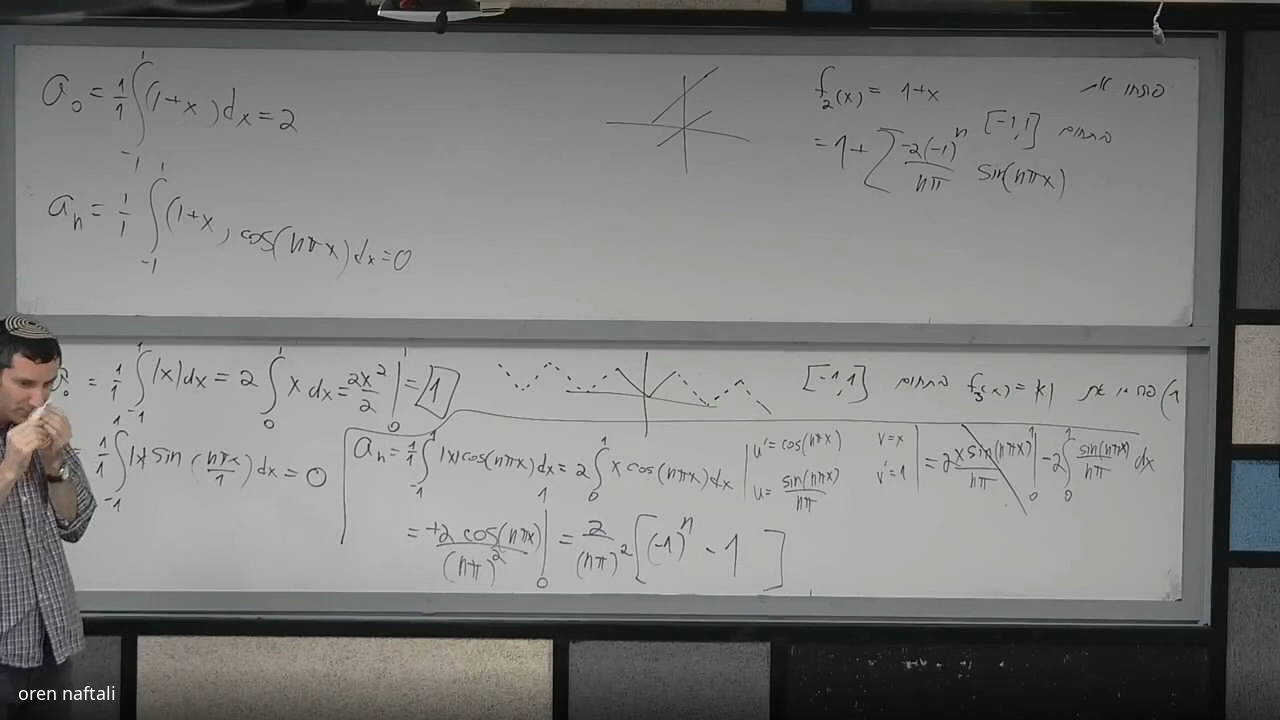 a₀ = 1/1 ∫₋₁¹ (1+x) dx = 2
aₙ = 1/1 ∫₋₁¹ (1+x) cos(nπx) dx = 0
f₂(x) = 1+x
= 1 + Σ -2(-1)ⁿ/nπ sin(nπx)
[-1,1]
= 1/1 ∫₋₁¹ |x| dx = 2 ∫₀¹ x dx = 2x²/2 |₀¹ = 1
[-1,1] f₃(x) = |x| (1
= 1/1 ∫₋₁¹ |x| sin(nπx/1) dx = 0
aₙ = 1/1 ∫₋₁¹ |x| cos(nπx) dx = 2 ∫₀¹ x cos(nπx) dx | u' = cos(nπx) v = x u = sin(nπx)/nπ v' = 1 | = 2 x sin(nπx)/nπ |₀¹ - 2 ∫₀¹ sin(nπx)/nπ dx
= +2 cos(nπx)/(nπ)² |₀¹ = 2/(nπ)² [(-1)ⁿ - 1]
oren naftali